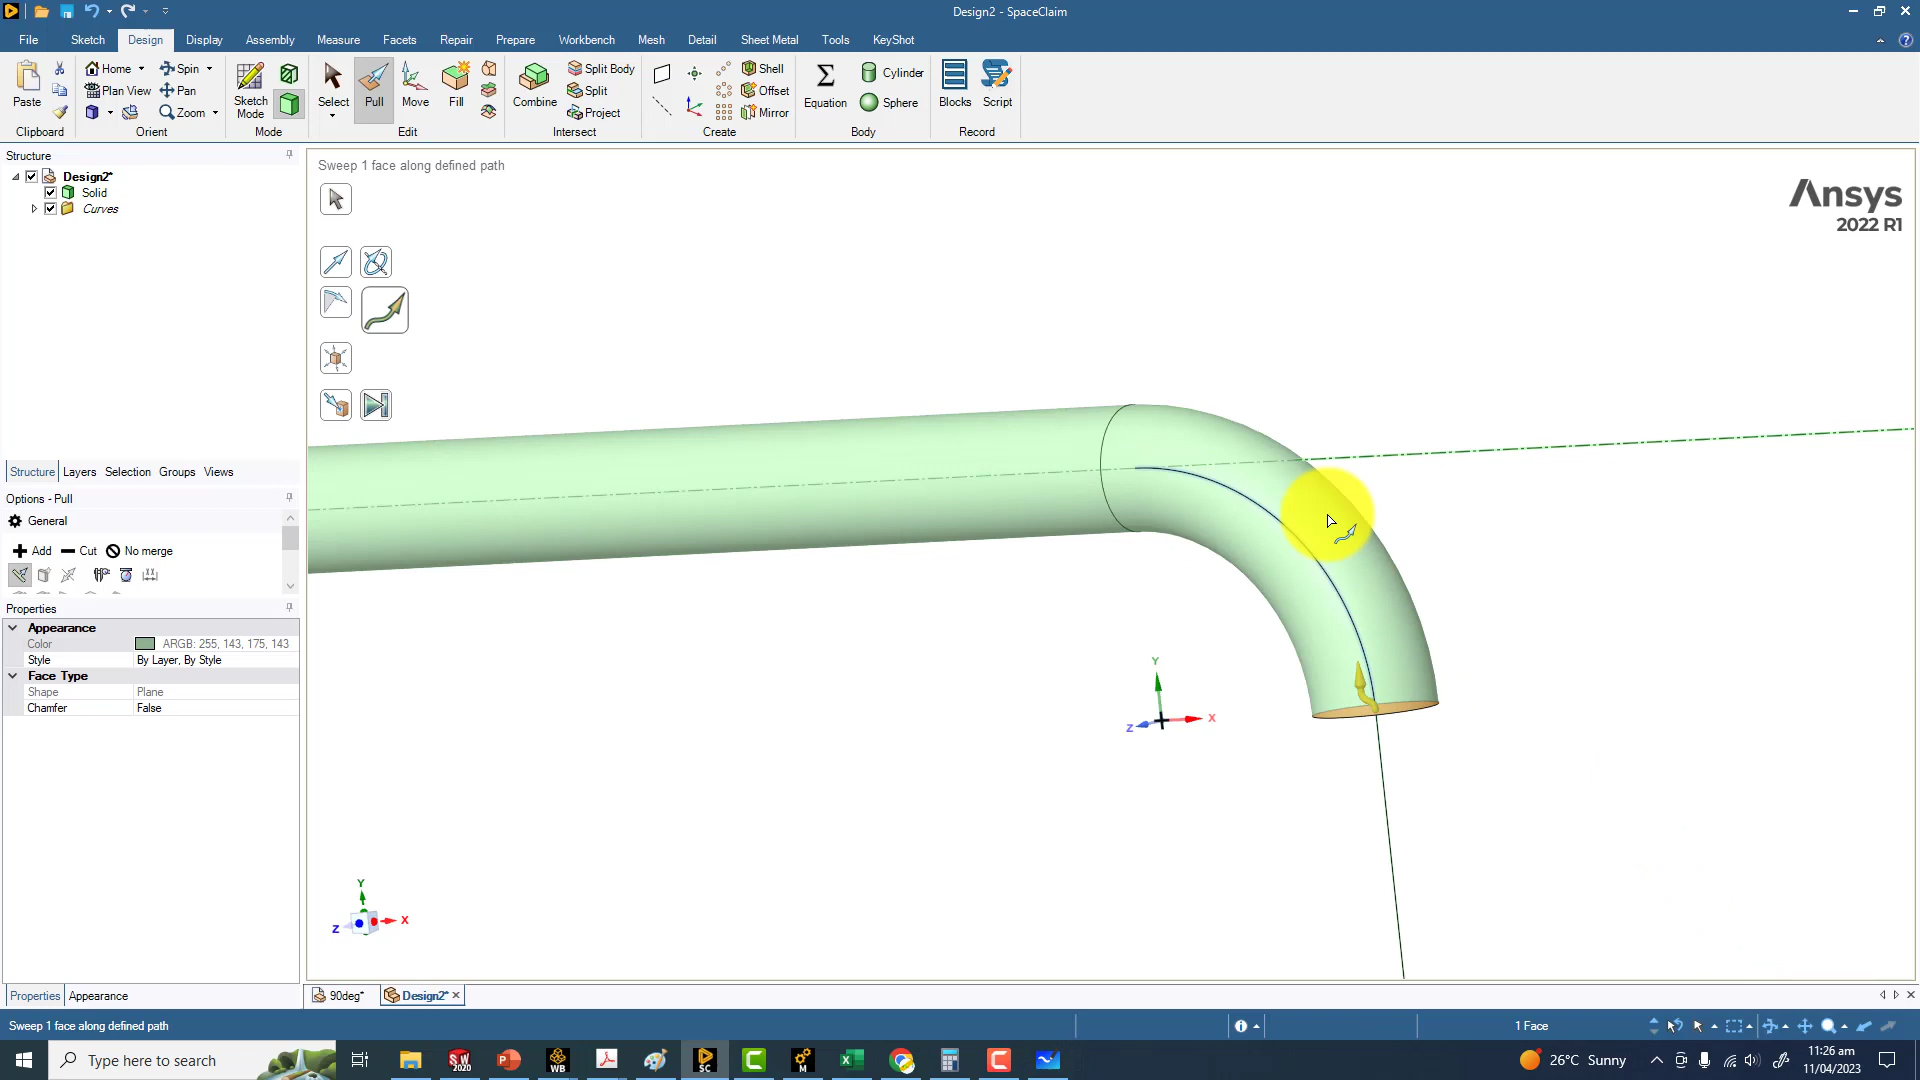 Design2 - SpaceClaim
File Sketch Design Display Assembly Measure Facets Repair Prepare Workbench Mesh Detail Sheet Metal Tools KeyShot
Paste
Clipboard
Home
Plan View
Spin
Pan
Zoom
Orient
Sketch
Mode
Mode
Select
Pull
Move
Fill
Edit
Combine
Split Body
Split
Project
Intersect
Shell
Offset
Mirror
Create
Equation
Cylinder
Sphere
Body
Blocks
Script
Record
Structure
Design2*
Solid
Curves
Structure Layers Selection Groups Views
Options - Pull
General
Add Cut No merge
Properties
Appearance
Color ARGB: 255, 143, 175, 143
Style By Layer, By Style
Face Type
Shape Plane
Chamfer False
Properties Appearance
Sweep 1 face along defined path
Ansys
2022 R1
Y
X
Z
Y
X
Z
90deg*
Design2*
Sweep 1 face along defined path
1 Face
Type here to search
SW
2020
WB
SC
M
26°C Sunny
11:26 am
11/04/2023